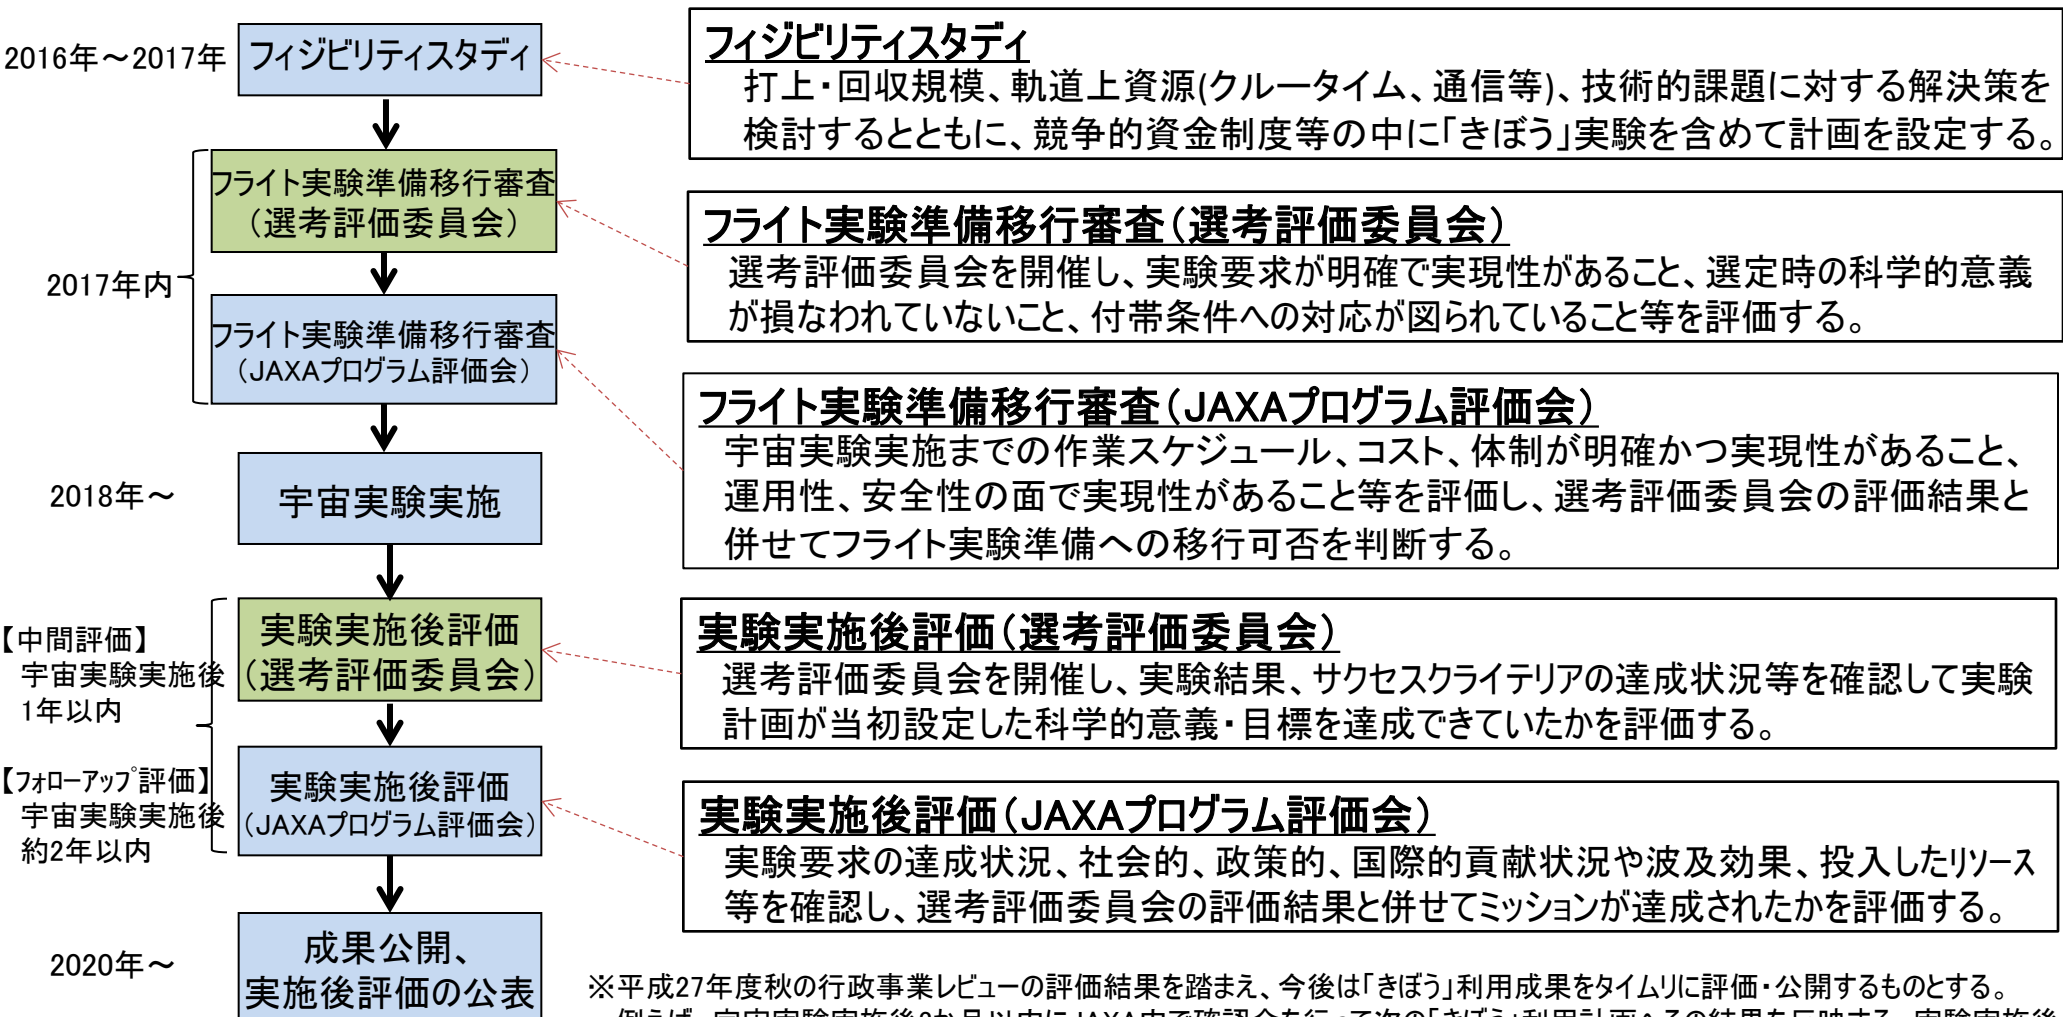 2016年～2017年
フィジビリティスタディ
フライト実験準備移行審査
（選考評価委員会）
2017年内
フライト実験準備移行審査
（JAXAプログラム評価会）
2018年～
宇宙実験実施
【中間評価】
宇宙実験実施後
1年以内
実験実施後評価
（選考評価委員会）
【フォローアップ評価】
宇宙実験実施後
約2年以内
実験実施後評価
（JAXAプログラム評価会）
2020年～
成果公開、
実施後評価の公表
フィジビリティスタディ
打上・回収規模、軌道上資源(クルータイム、通信等)、技術的課題に対する解決策を
検討するとともに、競争的資金制度等の中に「きぼう」実験を含めて計画を設定する。
フライト実験準備移行審査（選考評価委員会）
選考評価委員会を開催し、実験要求が明確で実現性があること、選定時の科学的意義
が損なわれていないこと、付帯条件への対応が図られていること等を評価する。
フライト実験準備移行審査（JAXAプログラム評価会）
宇宙実験実施までの作業スケジュール、コスト、体制が明確かつ実現性があること、
運用性、安全性の面で実現性があること等を評価し、選考評価委員会の評価結果と
併せてフライト実験準備への移行可否を判断する。
実験実施後評価（選考評価委員会）
選考評価委員会を開催し、実験結果、サクセスクライテリアの達成状況等を確認して実験
計画が当初設定した科学的意義・目標を達成できていたかを評価する。
実験実施後評価（JAXAプログラム評価会）
実験要求の達成状況、社会的、政策的、国際的貢献状況や波及効果、投入したリソース
等を確認し、選考評価委員会の評価結果と併せてミッションが達成されたかを評価する。
※平成27年度秋の行政事業レビューの評価結果を踏まえ、今後は「きぼう」利用成果をタイムリに評価・公開するものとする。